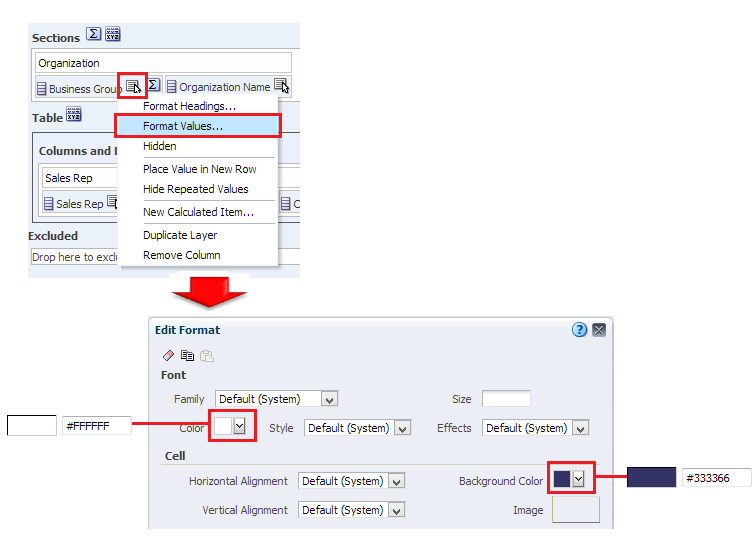 Sections
Organization
Business Group Organization Name
Format Headings...
Format Values...
Table
Hidden
Columns and
Place Value in New Row
Sales Rep
Hide Repeated Values
Sales Rep
New Calculated Item...
Excluded
Duplicate Layer
Drop here to exclu
Remove Column
Edit Format
Font
Family Default (System) Size
#FFFFFF Color Style Default (System) Effects Default (System)
Cell
Horizontal Alignment Default (System) Background Color #333366
Vertical Alignment Default (System) Image